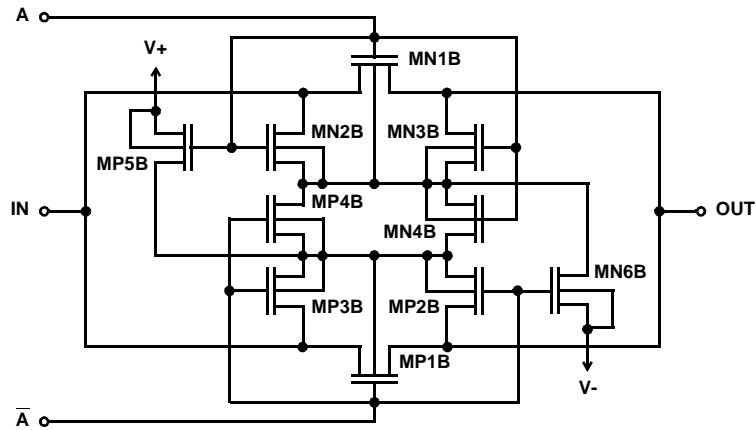 A
V+
MN1B
MN2B
MN3B
MP5B
MP4B
IN
OUT
MN4B
MN6B
MP3B
MP2B
MP1B
V-
A̅